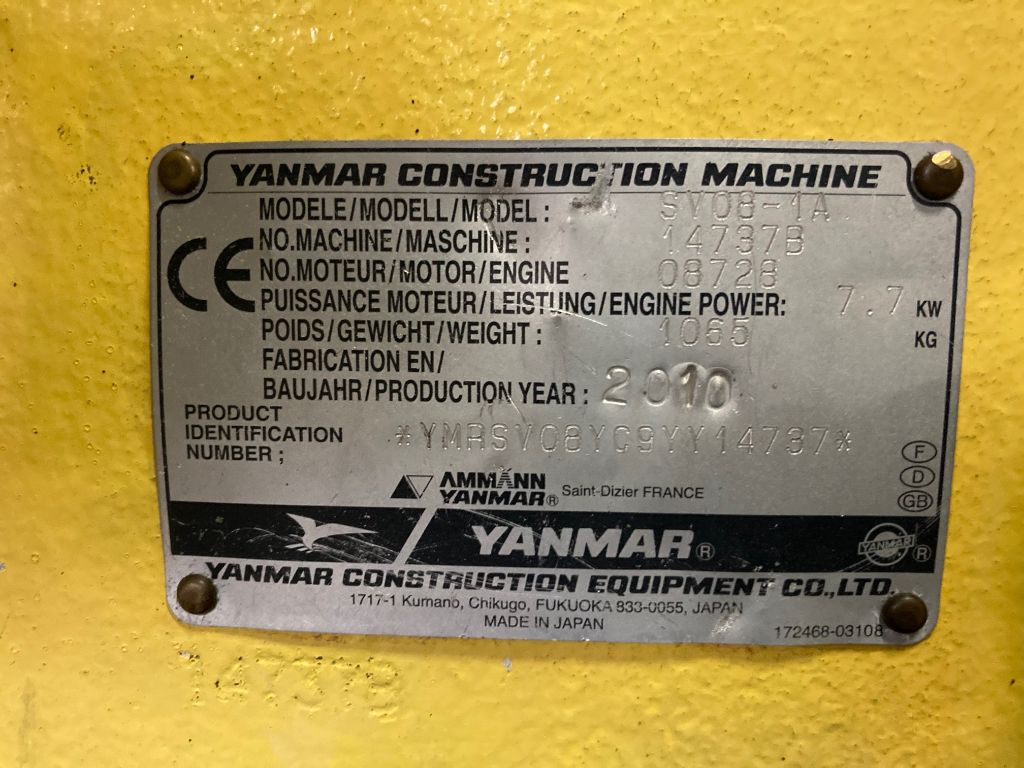 YANMAR CONSTRUCTION MACHINE
MODELE/MODELL/MODEL : SV08-1A
NO.MACHINE/MASCHINE : 14737B
NO.MOTEUR/MOTOR/ENGINE 08728
PUISSANCE MOTEUR/LEISTUNG/ENGINE POWER: 7.7 KW
POIDS/GEWICHT/WEIGHT : 1065 KG
FABRICATION EN/
BAUJAHR/PRODUCTION YEAR : 2010
PRODUCT
IDENTIFICATION
NUMBER ; *YMRSV08YC9YY14737*
CE
F
D
GB
AMMANN
YANMAR® Saint-Dizier FRANCE
YANMAR®
YANMAR ®
YANMAR CONSTRUCTION EQUIPMENT CO.,LTD.
1717-1 Kumano, Chikugo, FUKUOKA 833-0055, JAPAN
MADE IN JAPAN
172468-03108
14737B